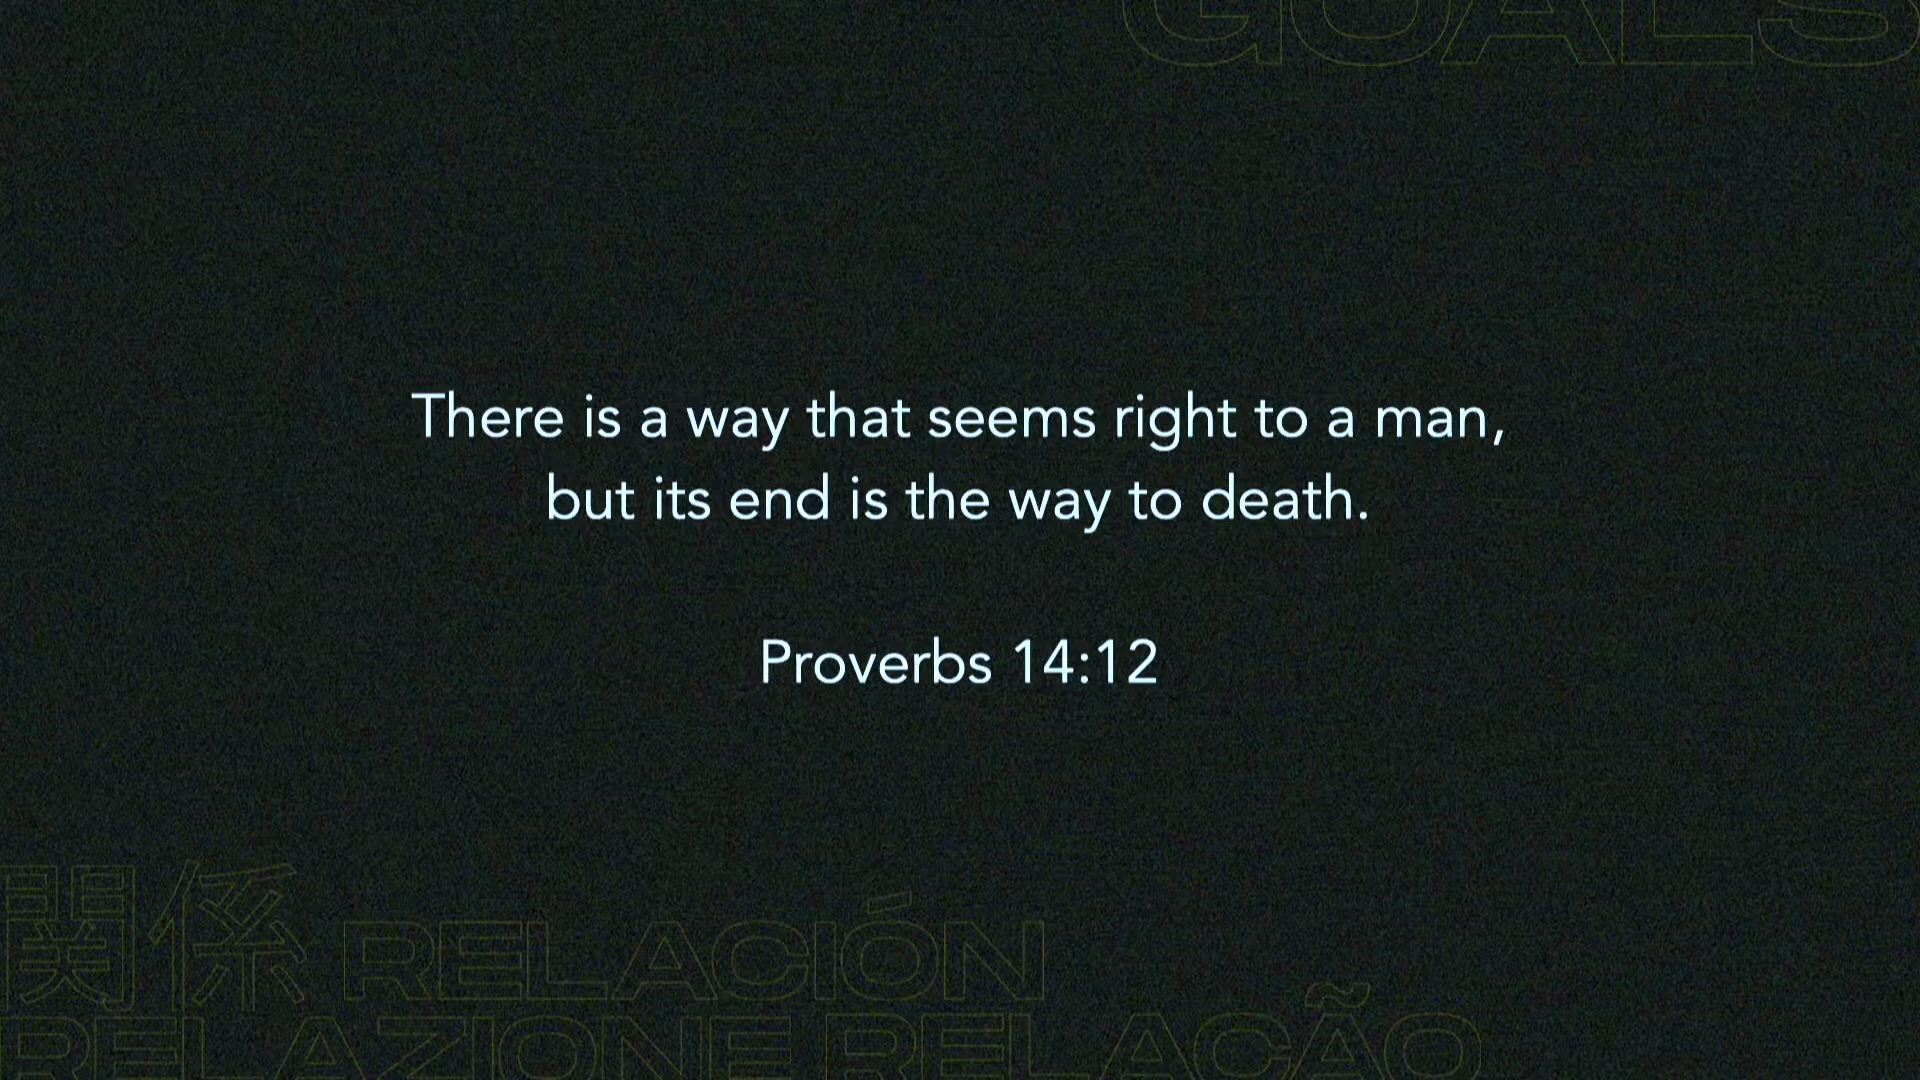 GOALS
There is a way that seems right to a man,
but its end is the way to death.
Proverbs 14:12
関係 RELACIÓN
RELAZIONE RELAÇÃO